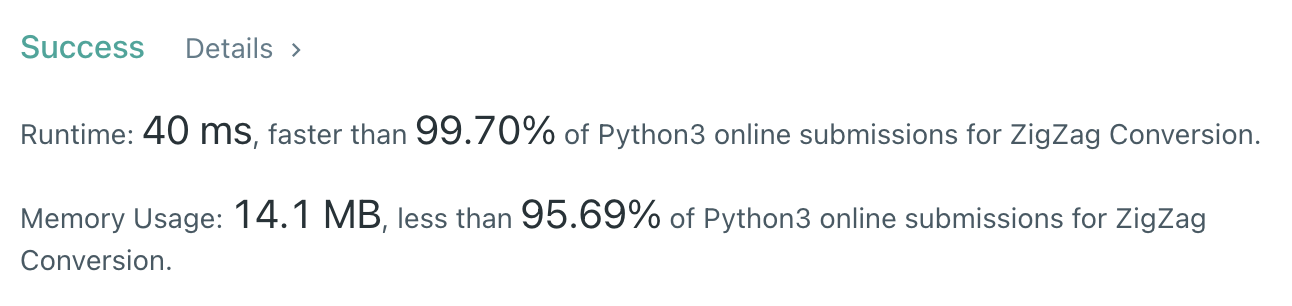 Success Details >
Runtime: 40 ms, faster than 99.70% of Python3 online submissions for ZigZag Conversion.
Memory Usage: 14.1 MB, less than 95.69% of Python3 online submissions for ZigZag
Conversion.